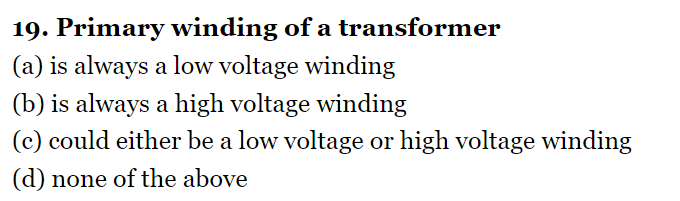 19. Primary winding of a transformer
(a) is always a low voltage winding
(b) is always a high voltage winding
(c) could either be a low voltage or high voltage winding
(d) none of the above